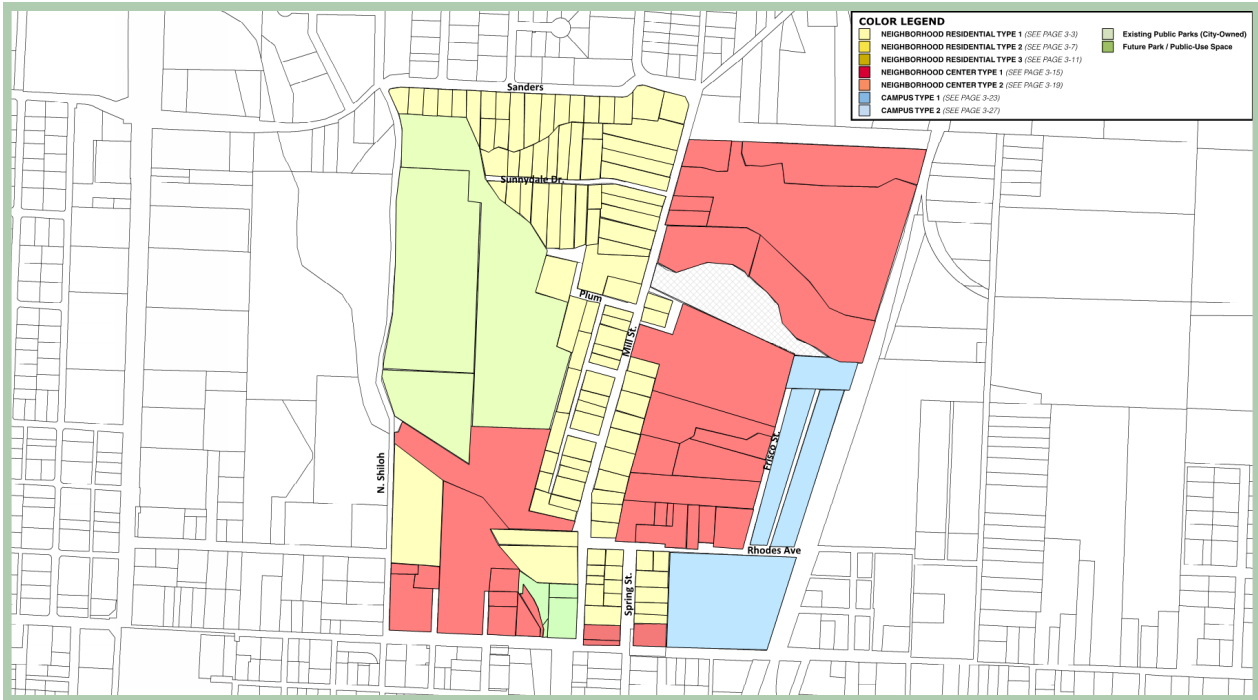 COLOR LEGEND
NEIGHBORHOOD RESIDENTIAL TYPE 1 (SEE PAGE 3-3)
NEIGHBORHOOD RESIDENTIAL TYPE 2 (SEE PAGE 3-7)
NEIGHBORHOOD RESIDENTIAL TYPE 3 (SEE PAGE 3-11)
NEIGHBORHOOD CENTER TYPE 1 (SEE PAGE 3-15)
NEIGHBORHOOD CENTER TYPE 2 (SEE PAGE 3-19)
CAMPUS TYPE 1 (SEE PAGE 3-23)
CAMPUS TYPE 2 (SEE PAGE 3-27)
Existing Public Parks (City-Owned)
Future Park / Public-Use Space
Sanders
Sunnydale Dr.
Plum
Mill St.
Frisco St.
N. Shiloh
Rhodes Ave
Spring St.